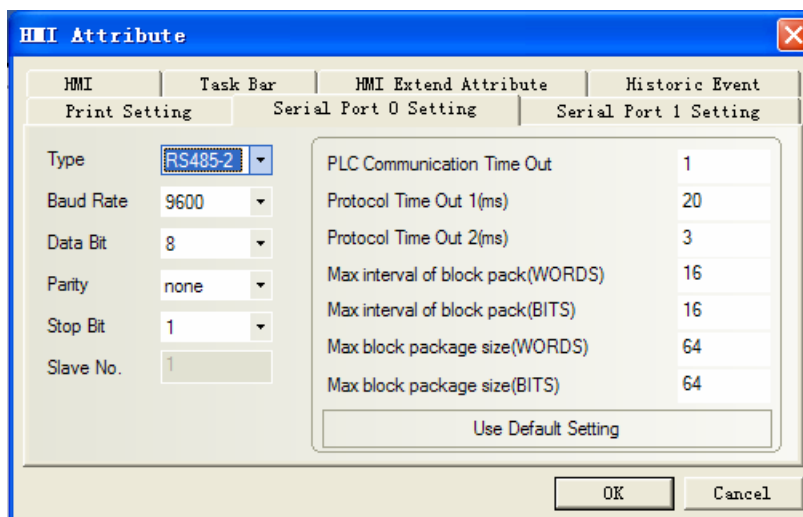 HMI Attribute
HMI Task Bar HMI Extend Attribute Historic Event
Print Setting Serial Port 0 Setting Serial Port 1 Setting
Type RS485-2
Baud Rate 9600
Data Bit 8
Parity none
Stop Bit 1
Slave No. 1
PLC Communication Time Out 1
Protocol Time Out 1(ms) 20
Protocol Time Out 2(ms) 3
Max interval of block pack(WORDS) 16
Max interval of block pack(BITS) 16
Max block package size(WORDS) 64
Max block package size(BITS) 64
Use Default Setting
OK Cancel